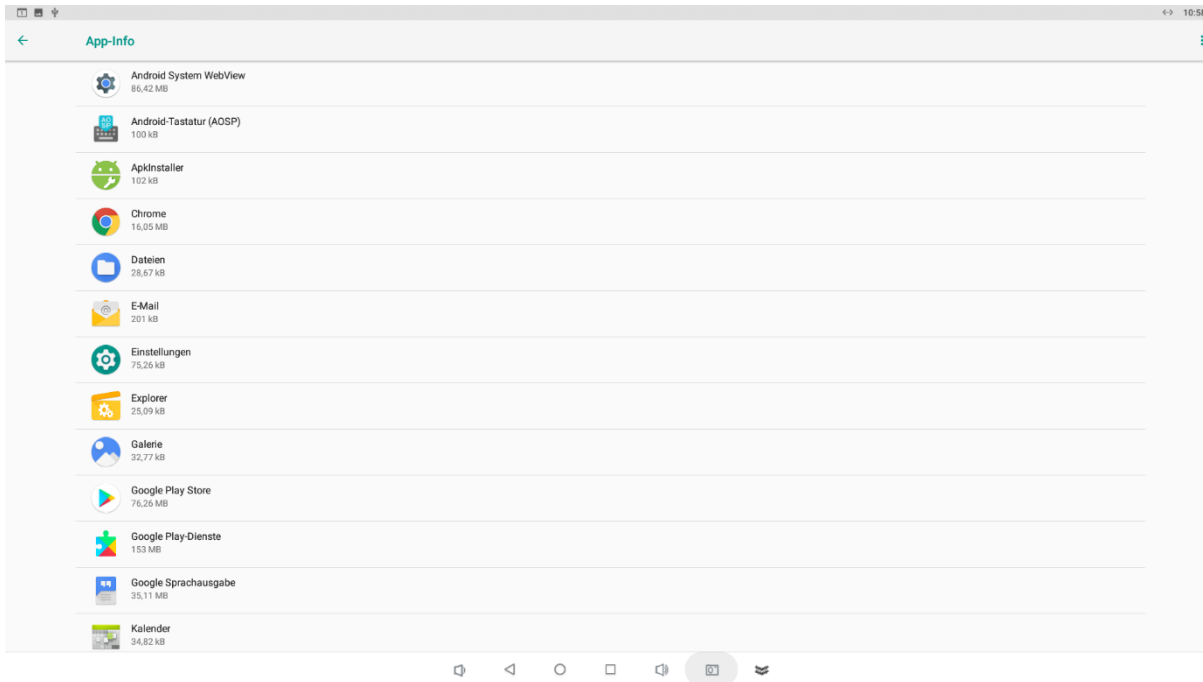 10:58
App-Info
Android System WebView
86,42 MB
Android-Tastatur (AOSP)
100 kB
ApkInstaller
102 kB
Chrome
16,05 MB
Dateien
28,67 kB
E-Mail
201 kB
Einstellungen
75,26 kB
Explorer
25,09 kB
Galerie
32,77 kB
Google Play Store
76,26 MB
Google Play-Dienste
153 MB
Google Sprachausgabe
35,11 MB
Kalender
34,82 kB